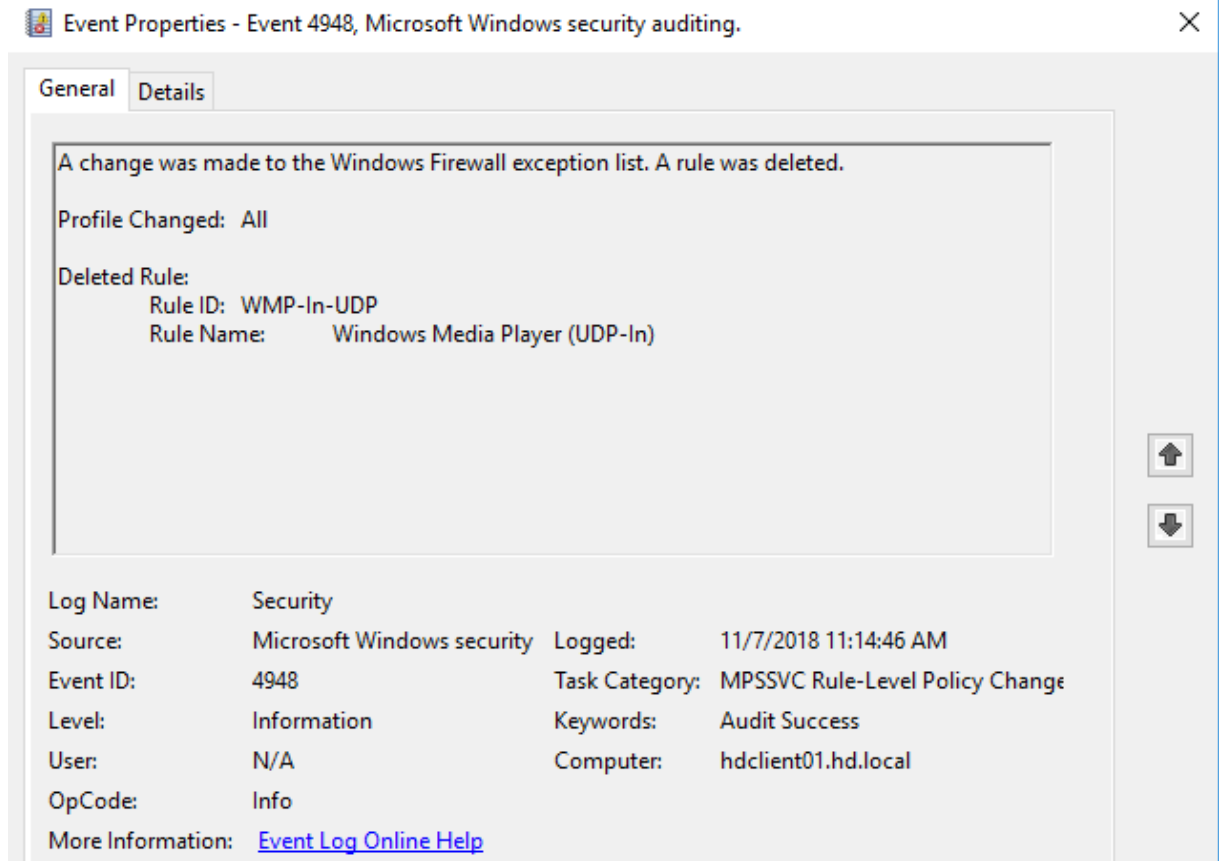 Event Properties - Event 4948, Microsoft Windows security auditing.
General Details
A change was made to the Windows Firewall exception list. A rule was deleted.
Profile Changed: All
Deleted Rule:
Rule ID: WMP-In-UDP
Rule Name: Windows Media Player (UDP-In)
Log Name: Security
Source: Microsoft Windows security Logged: 11/7/2018 11:14:46 AM
Event ID: 4948 Task Category: MPSSVC Rule-Level Policy Change
Level: Information Keywords: Audit Success
User: N/A Computer: hdclient01.hd.local
OpCode: Info
More Information: Event Log Online Help